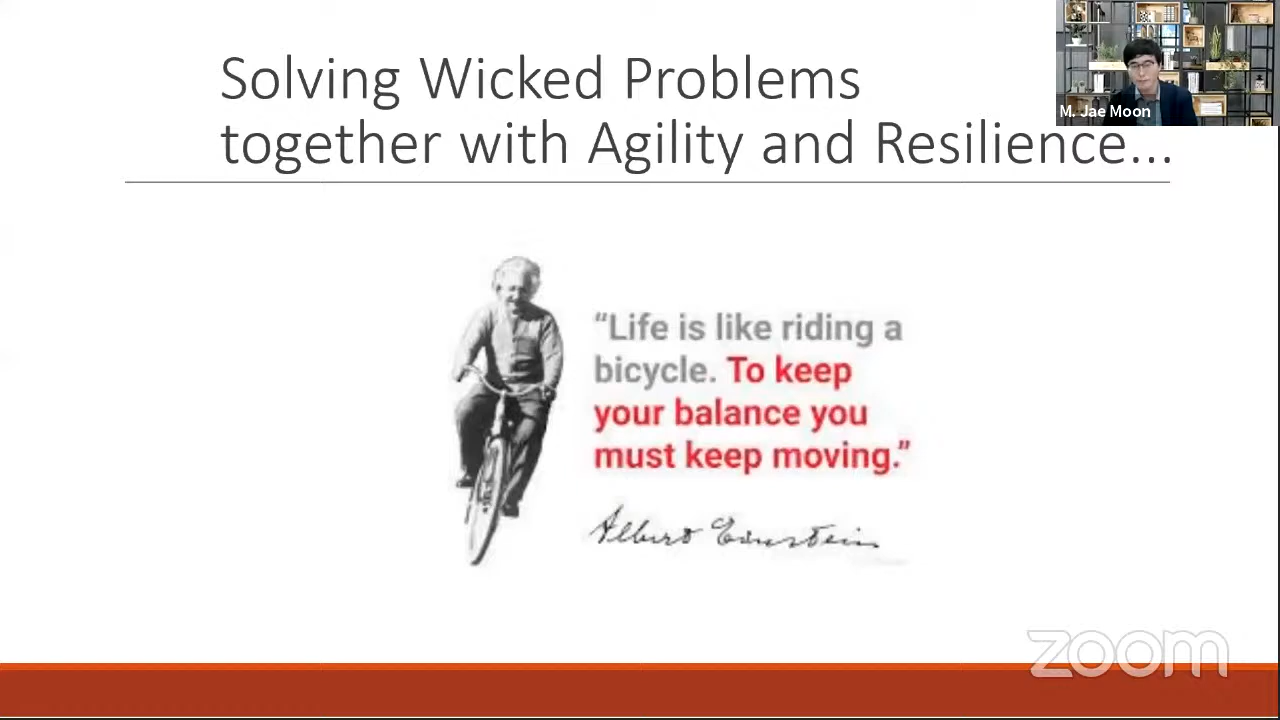 Solving Wicked Problems
together with Agility and Resilience...
M. Jae Moon
“Life is like riding a
bicycle. To keep
your balance you
must keep moving.”
Albert Einstein
zoom